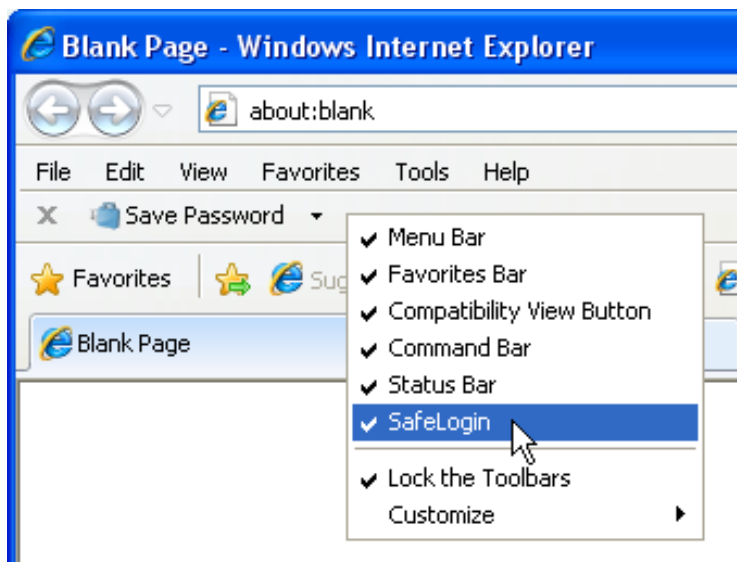 Blank Page - Windows Internet Explorer
about:blank
File Edit View Favorites Tools Help
Save Password
Favorites Sug
Blank Page
Menu Bar
Favorites Bar
Compatibility View Button
Command Bar
Status Bar
SafeLogin
Lock the Toolbars
Customize